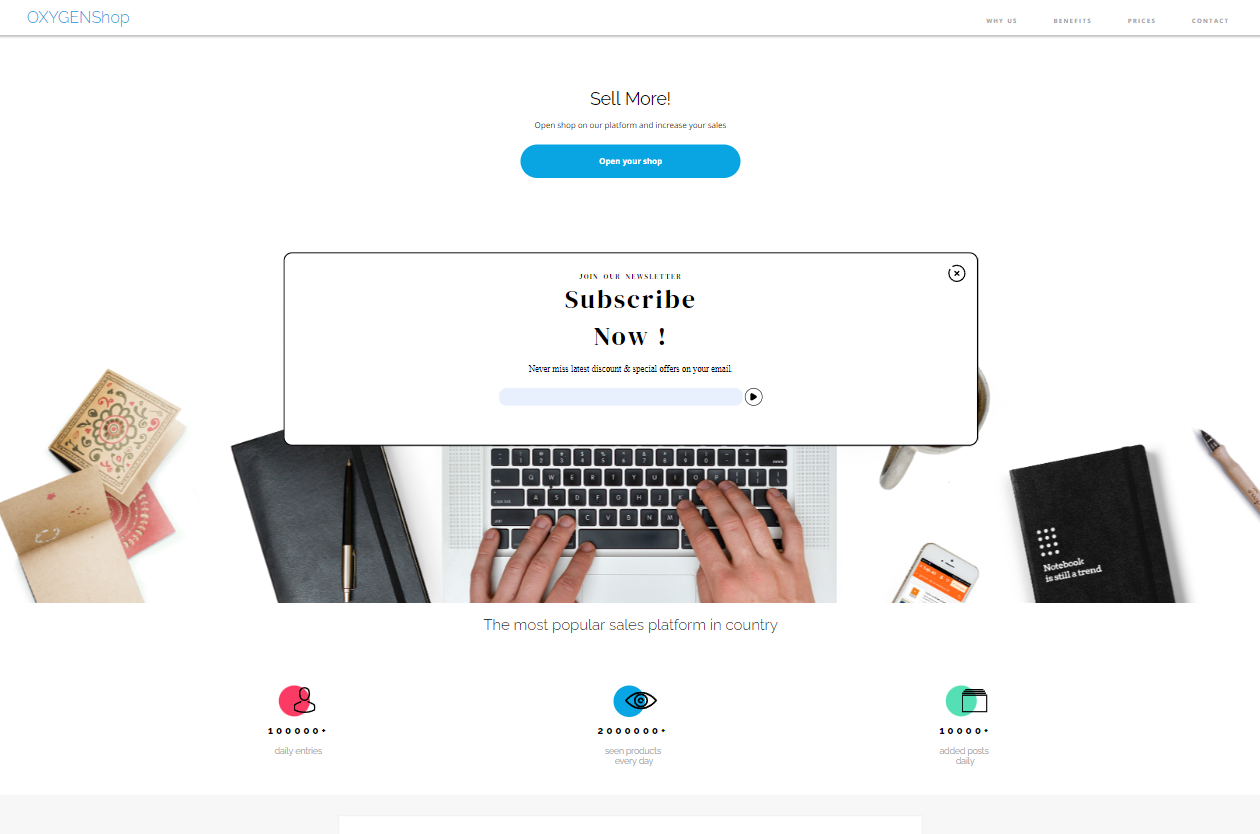 OXYGENShop
WHY US
BENEFITS
PRICES
CONTACT
Sell More!
Open shop on our platform and increase your sales
Open your shop
JOIN OUR NEWSLETTER
Subscribe
Now !
Never miss latest discount & special offers on your email.
Notebook
is still a trend
The most popular sales platform in country
100000+
daily entries
2000000+
seen products
every day
10000+
added posts
daily